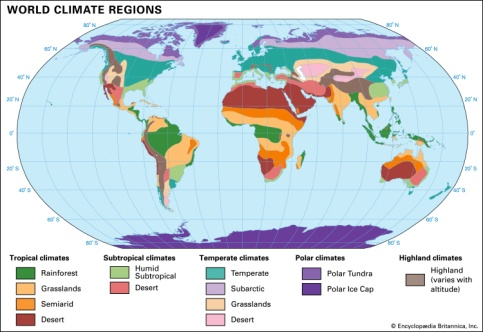 WORLD CLIMATE REGIONS
80° N
80° N
60° N
60° N
40° N
40° N
20° N
20° N
0°
0°
20° S
20° S
40° S
40° S
60° S
60° S
80° S
80° S
© Encyclopædia Britannica, Inc.
Tropical climates
Rainforest
Grasslands
Semiarid
Desert
Subtropical climates
Humid
Subtropical
Desert
Temperate climates
Temperate
Subarctic
Grasslands
Desert
Polar climates
Polar Tundra
Polar Ice Cap
Highland climates
Highland
(varies with
altitude)